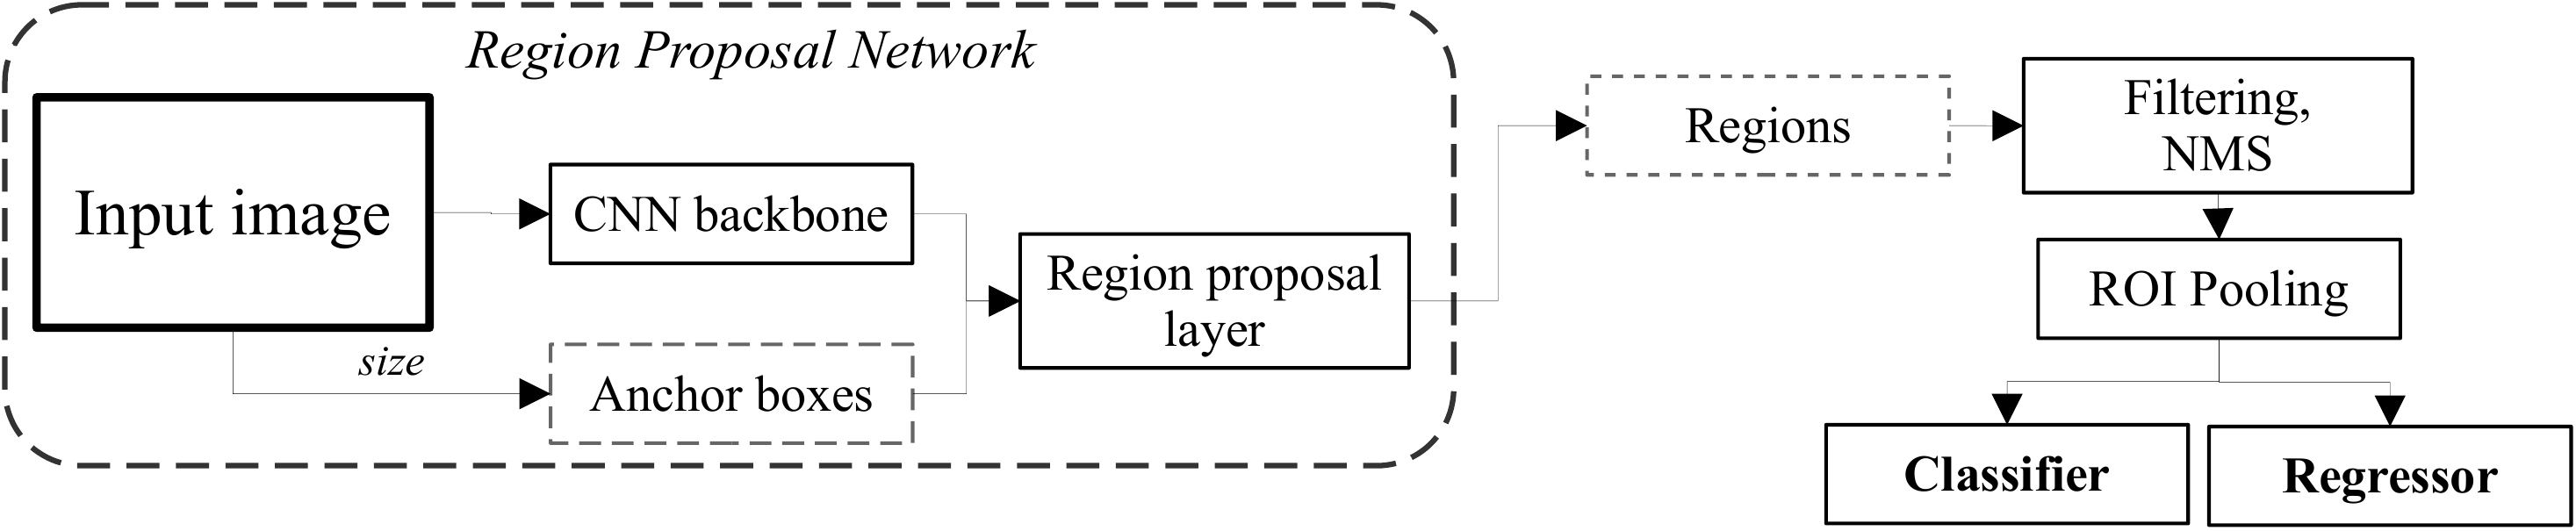 Region Proposal Network
Input image
CNN backbone
size
Anchor boxes
Region proposal
layer
Regions
Filtering,
NMS
ROI Pooling
Classifier
Regressor